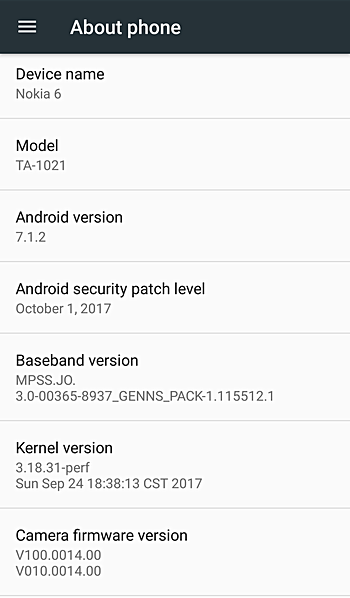 About phone
Device name
Nokia 6
Model
TA-1021
Android version
7.1.2
Android security patch level
October 1, 2017
Baseband version
MPSS.JO.
3.0-00365-8937_GENNS_PACK-1.115512.1
Kernel version
3.18.31-perf
Sun Sep 24 18:38:13 CST 2017
Camera firmware version
V100.0014.00
V010.0014.00